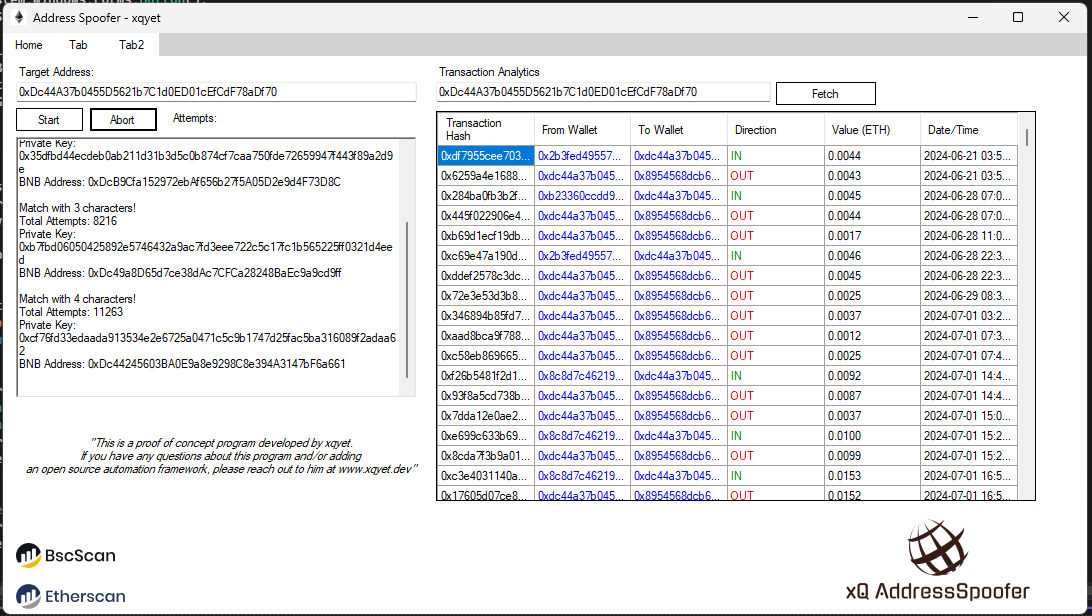 Address Spoofer - xqyet
Home Tab Tab2
Target Address:
0xDc44A37b0455D5621b7C1d0ED01cEfCdF78aDf70
Start Abort Attempts:
Private Key:
0x35dfbd44ecdeb0ab211d31b3d5c0b874cf7caa750fde72659947f443f89a2d9
e
BNB Address: 0xDcB9Cfa152972ebAf656b27f5A05D2e9d4F73D8C
Match with 3 characters!
Total Attempts: 8216
Private Key:
0xb7fbd06050425892e5746432a9ac7fd3eee722c5c17fc1b565225ff0321d4ee
d
BNB Address: 0xDc49a8D65d7ce38dAc7CFCa28248BaEc9a9cd9ff
Match with 4 characters!
Total Attempts: 11263
Private Key:
0xcf76fd33edaada913534e2e6725a0471c5c9b1747d25fac5ba316089f2adaa6
2
BNB Address: 0xDc44245603BA0E9a8e9298C8e394A3147bF6a661
"This is a proof of concept program developed by xqyet.
If you have any questions about this program and/or adding
an open source automation framework, please reach out to him at www.xqyet.dev"
BscScan
Etherscan
Transaction Analytics
0xDc44A37b0455D5621b7C1d0ED01cEfCdF78aDf70 Fetch
Transaction Hash From Wallet To Wallet Direction Value (ETH) Date/Time
0xdf7955cee703... 0x2b3fed49557... 0xdc44a37b045... IN 0.0044 2024-06-21 03:5...
0x6259a4e1688... 0xdc44a37b045... 0x8954568dcb6... OUT 0.0043 2024-06-21 03:5...
0x284ba0fb3b2f... 0xb23360ccdd9... 0xdc44a37b045... IN 0.0045 2024-06-28 07:0...
0x445f022906e4... 0xdc44a37b045... 0x8954568dcb6... OUT 0.0044 2024-06-28 07:0...
0xb69d1ecf19db... 0xdc44a37b045... 0x8954568dcb6... OUT 0.0017 2024-06-28 11:0...
0xc69e47a190d... 0x2b3fed49557... 0xdc44a37b045... IN 0.0046 2024-06-28 22:3...
0xddef2578c3dc... 0xdc44a37b045... 0x8954568dcb6... OUT 0.0045 2024-06-28 22:3...
0x72e3e53d3b8... 0xdc44a37b045... 0x8954568dcb6... OUT 0.0025 2024-06-29 08:3...
0x346894b85fd7... 0xdc44a37b045... 0x8954568dcb6... OUT 0.0037 2024-07-01 03:2...
0xaad8bca9f788... 0xdc44a37b045... 0x8954568dcb6... OUT 0.0012 2024-07-01 07:3...
0xc58eb869665... 0xdc44a37b045... 0x8954568dcb6... OUT 0.0025 2024-07-01 07:4...
0xf26b5481f2d1... 0x8c8d7c46219... 0xdc44a37b045... IN 0.0092 2024-07-01 14:4...
0x93f8a5cd738b... 0xdc44a37b045... 0x8954568dcb6... OUT 0.0087 2024-07-01 14:4...
0x7dda12e0ae2... 0xdc44a37b045... 0x8954568dcb6... OUT 0.0037 2024-07-01 15:0...
0xe699c633b69... 0x8c8d7c46219... 0xdc44a37b045... IN 0.0100 2024-07-01 15:2...
0x8cda7f3b9a01... 0xdc44a37b045... 0x8954568dcb6... OUT 0.0099 2024-07-01 15:2...
0xc3e4031140a... 0x8c8d7c46219... 0xdc44a37b045... IN 0.0153 2024-07-01 16:5...
0x17605d07ce8... 0xdc44a37b045... 0x8954568dcb6... OUT 0.0152 2024-07-01 16:5...
xQ AddressSpoofer